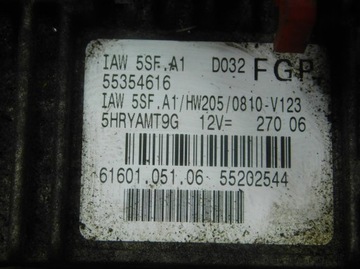 IAW 5SF.A1 D032 FGP
55354616
IAW 5SF.A1/HW205/0810-V123
5HRYAMT9G 12V= 270 06
61601.051.06 55202544